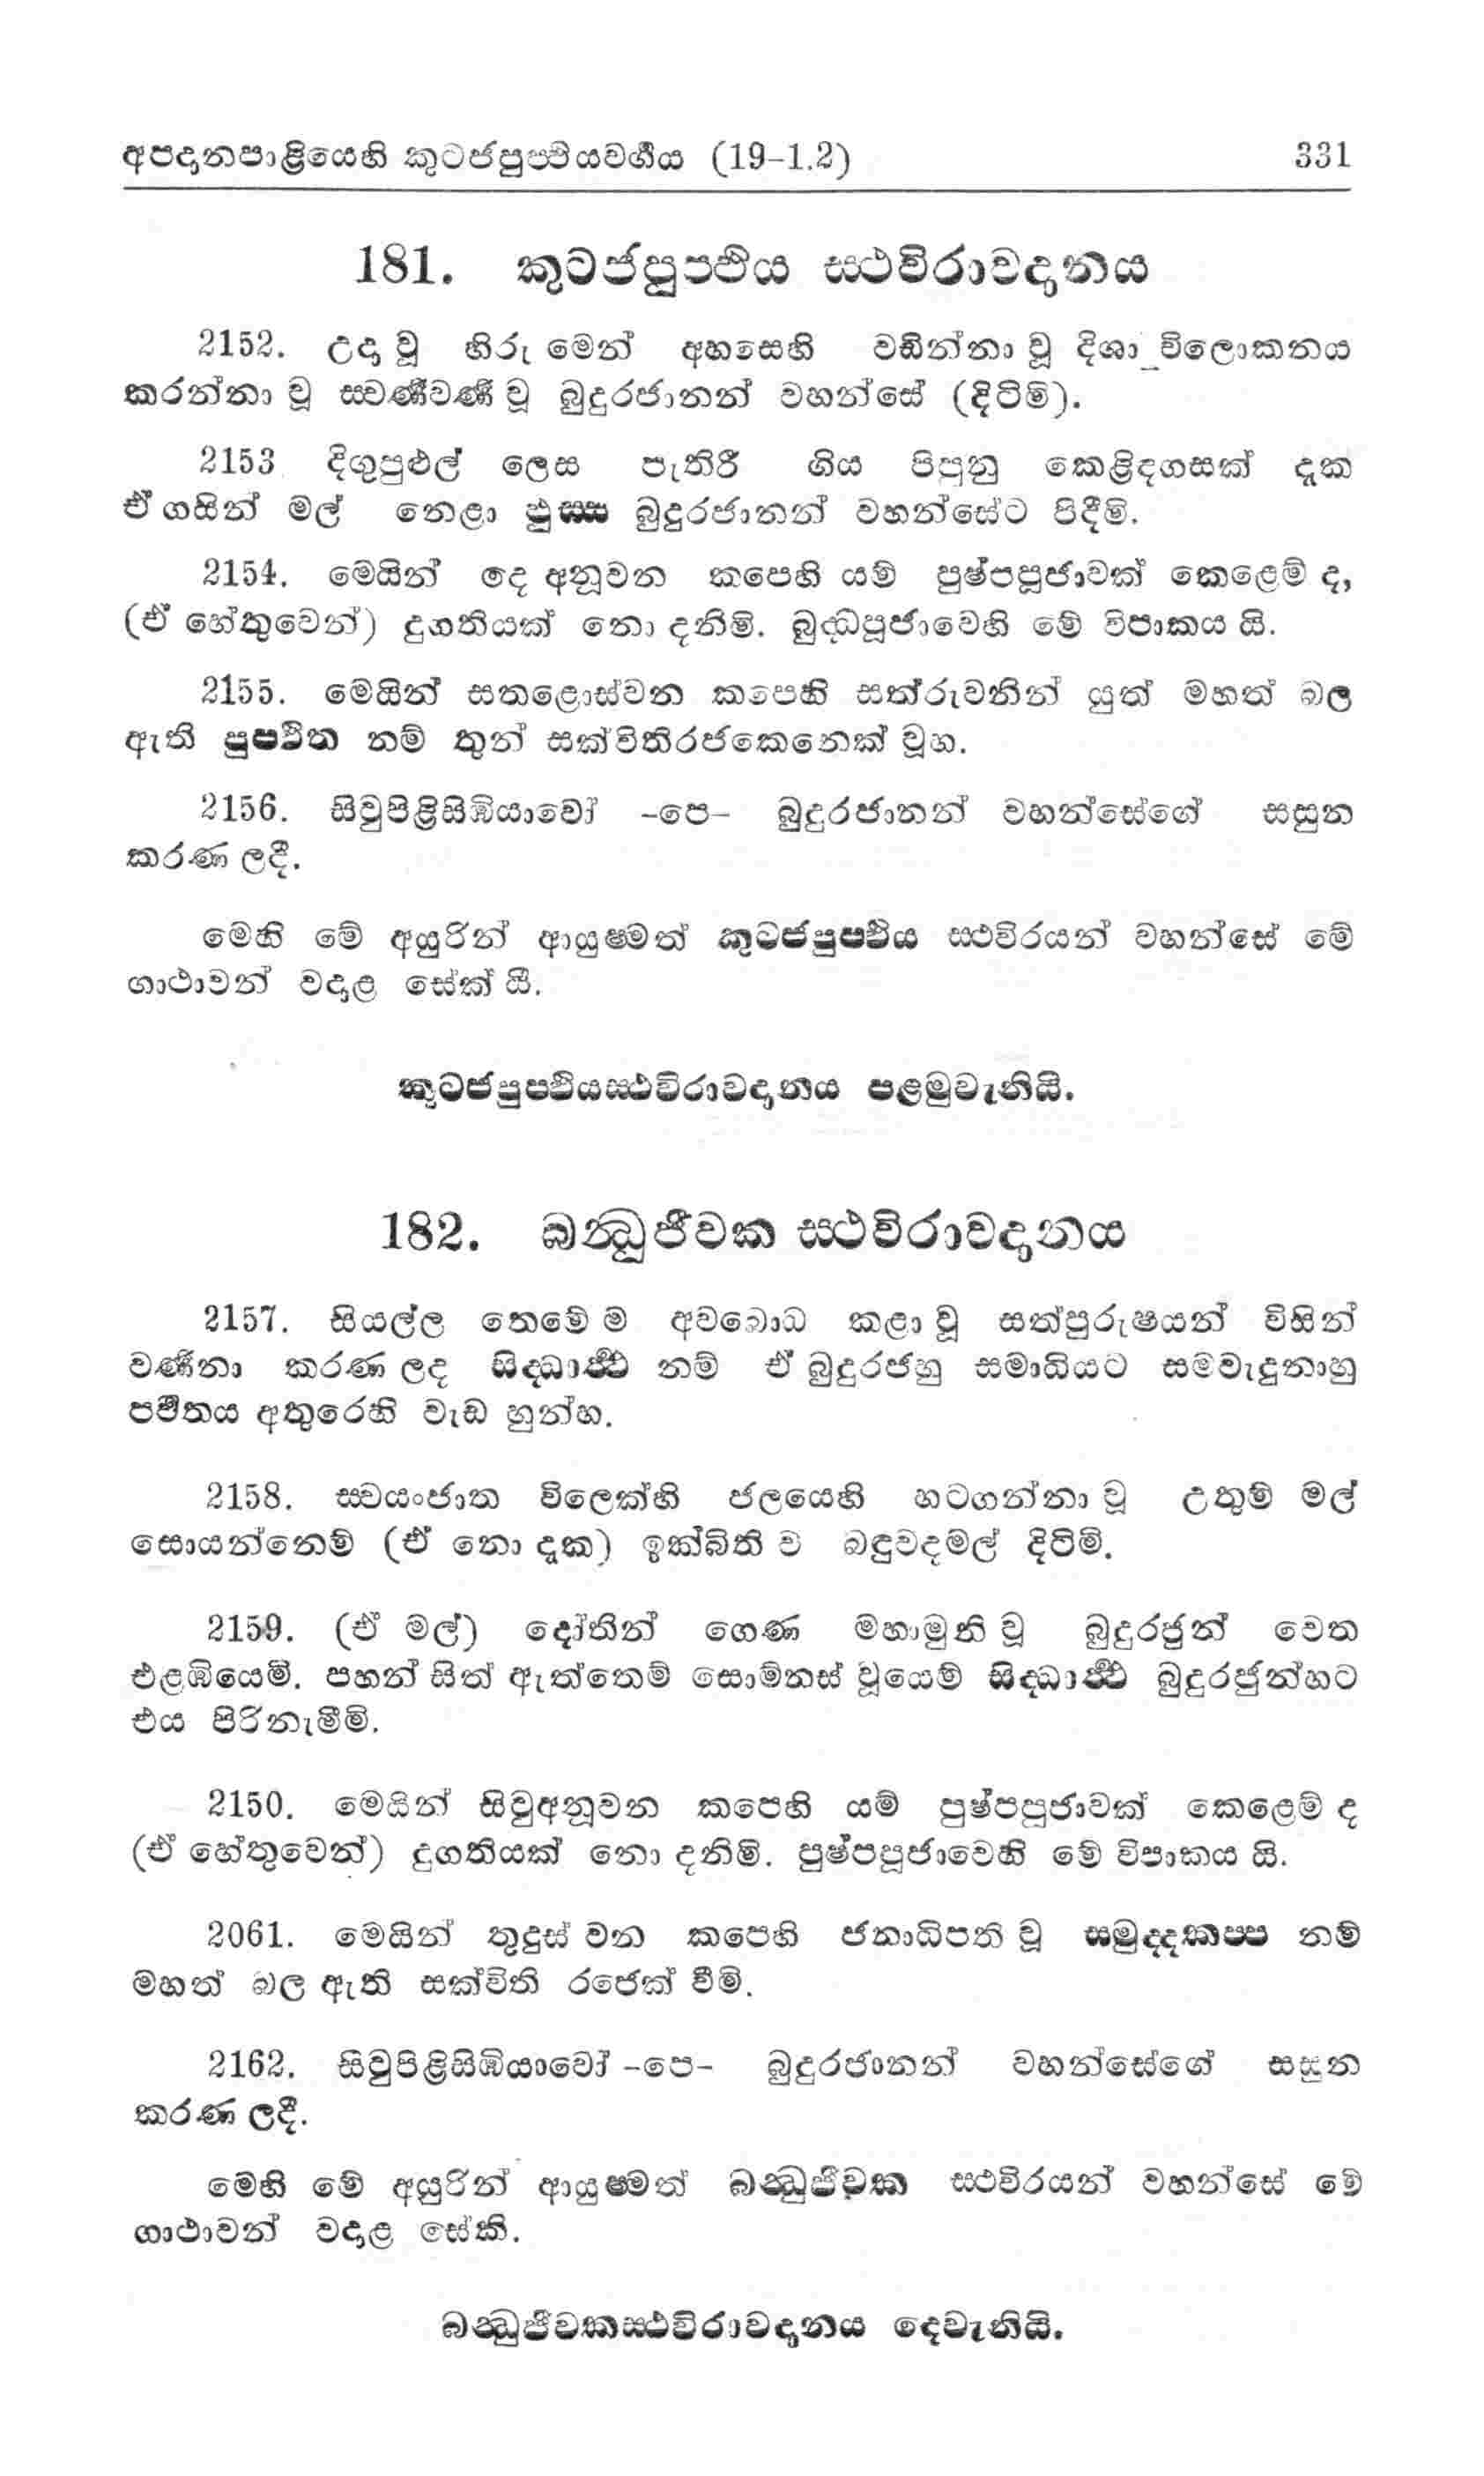 අපදානපාළියෙහි කුටජපුප්ඵියවර්‍ගය (19-1.2) 331
181. කුටජපුප්ඵිය ස්ථවිරාවදානය
2152. උදා වූ හිරු මෙන් අහසෙහි වඩින්නා වූ දිශා විලොකනය
කරන්නා වූ ස්වර්‍ණවර්‍ණ වූ බුදුරජානන් වහන්සේ (දිටිමි).
2153 දිගුපුළුල් ලෙස පැතිරී ගිය පිපුනු කෙළිඳගසක් දැක
ඒ ගසින් මල් නෙළා ඵුස්ස බුදුරජානන් වහන්සේට පිදීමි.
2154. මෙයින් දෙ අනූවන කපෙහි යම් පුෂ්පපූජාවක් කෙළෙම් ද,
(ඒ හේතුවෙන්) දුගතියක් නො දනිමි. බුද්ධපූජාවෙහි මේ විපාකය යි.
2155. මෙයින් සතළොස්වන කපෙහි සත්රුවනින් යුත් මහත් බල
ඇති පුප්ඵිත නම් තුන් සක්විතිරජකෙනෙක් වූහ.
2156. සිවුපිළිසිඹියාවෝ -පෙ- බුදුරජානන් වහන්සේගේ සසුන
කරණ ලදී.
මෙහි මේ අයුරින් ආයුෂ්මත් කුටජපුප්ඵිය ස්ථවිරයන් වහන්සේ මේ
ගාථාවන් වදාළ සේක් යී.
කුටජපුප්ඵියස්ථවිරාවදානය පළමුවැනියි.
182. බන්‍ධුජීවක ස්ථවිරාවදානය
2157. සියල්ල තෙමේ ම අවබොධ කළා වූ සත්පුරුෂයන් විසින්
වර්‍ණනා කරණ ලද සිද්ධාර්‍ත්‍ථ නම් ඒ බුදුරජහු සමාධියට සමවැදුනාහු
පර්‍වතය අතුරෙහි වැඩ හුන්හ.
2158. ස්වයංජාත විලෙක්හි ජලයෙහි හටගන්නා වූ උතුම් මල්
සොයන්නෙම් (ඒ නො දැක) ඉක්බිති ව බඳුවදමල් දිටිමි.
2159. (ඒ මල්) දෝතින් ගෙණ මහාමුනි වූ බුදුරජුන් වෙත
එළඹියෙමි. පහන් සිත් ඇත්තෙම් සොම්නස් වූයෙම් සිද්ධාර්‍ත්‍ථ බුදුරජුන්හට
එය පිරිනැමීමි.
2150. මෙයින් සිවුඅනූවන කපෙහි යම් පුෂ්පපූජාවක් කෙළෙම් ද
(ඒ හේතුවෙන්) දුගතියක් නො දනිමි. පුෂ්පපූජාවෙහි මේ විපාකය යි.
2061. මෙයින් තුදුස් වන කපෙහි ජනාධිපති වූ සමුද්දකප්ප නම්
මහත් බල ඇති සක්විති රජෙක් වීමි.
2162. සිවුපිළිසිඹියාවෝ -පෙ- බුදුරජානන් වහන්සේගේ සසුන
කරණ ලදී.
මෙහි මේ අයුරින් ආයුෂ්මත් බන්‍ධුජීවක ස්ථවිරයන් වහන්සේ මේ
ගාථාවන් වදාළ සේකි.
බන්‍ධුජීවකස්ථවිරාවදානය දෙවැනියි.